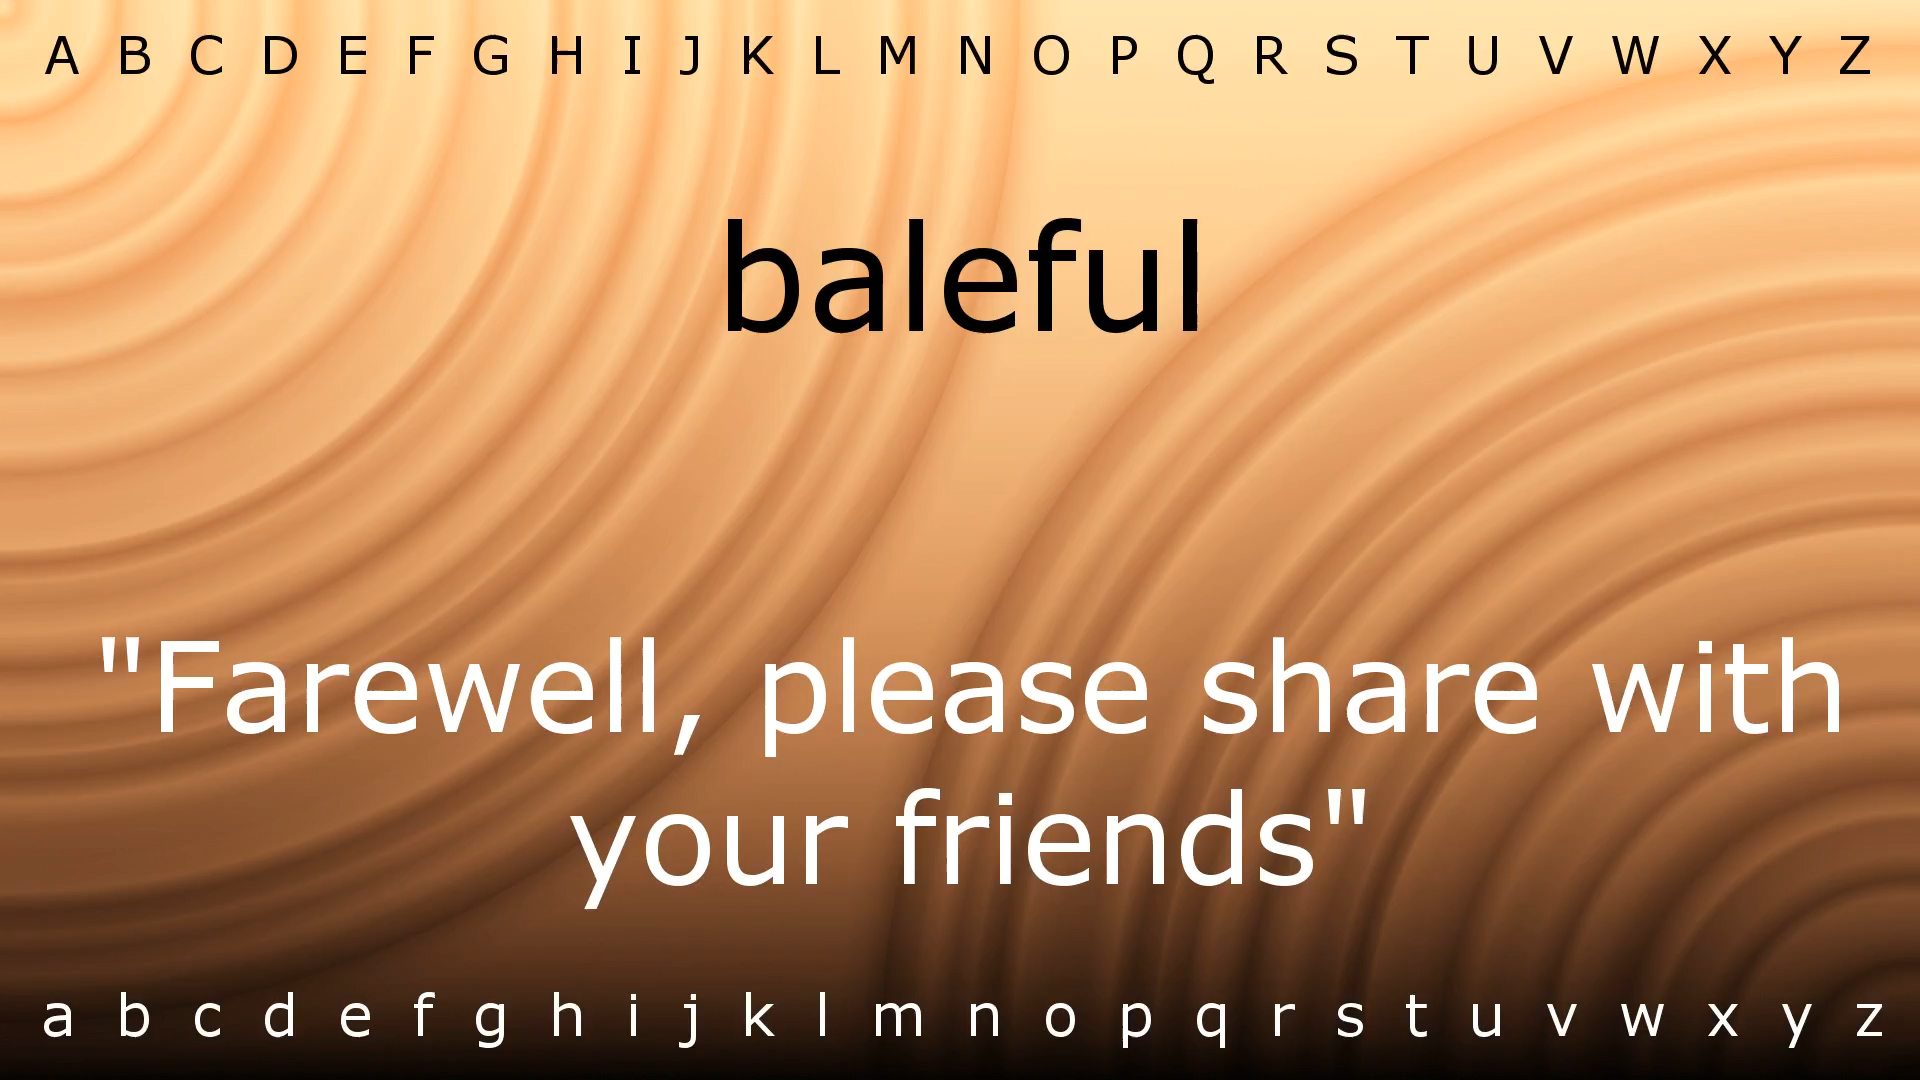 A B C D E F G H I J K L M N O P Q R S T U V W X Y Z
baleful
"Farewell, please share with
your friends"
a b c d e f g h i j k l m n o p q r s t u v w x y z